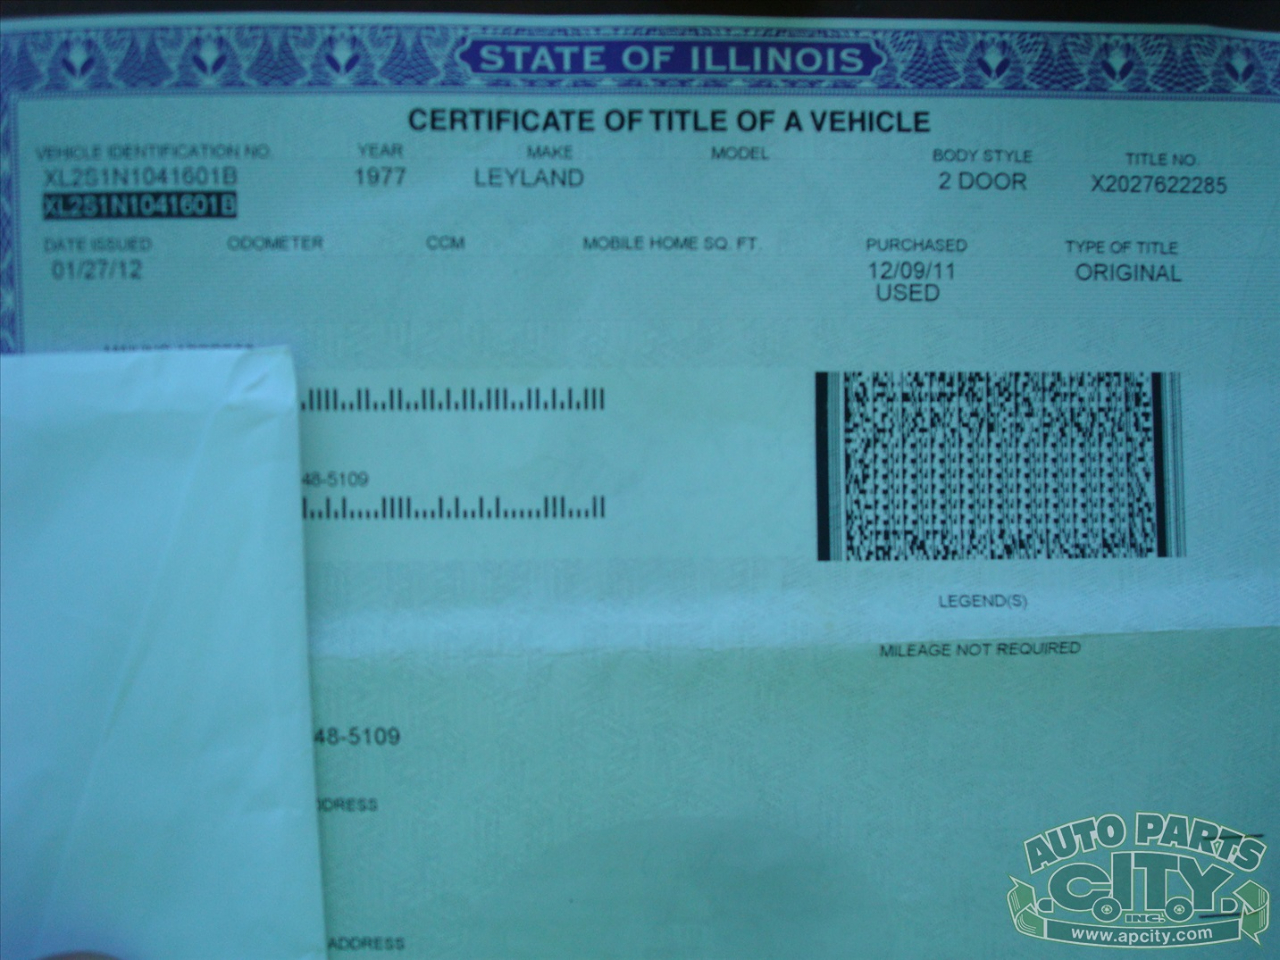 STATE OF ILLINOIS
CERTIFICATE OF TITLE OF A VEHICLE
VEHICLE IDENTIFICATION NO. YEAR MAKE MODEL BODY STYLE TITLE NO.
XL2S1N1041601B 1977 LEYLAND 2 DOOR X2027622285
XL2S1N1041601B
DATE ISSUED ODOMETER CCM MOBILE HOME SQ. FT. PURCHASED TYPE OF TITLE
01/27/12 12/09/11 ORIGINAL
USED
48-5109
LEGEND(S)
MILEAGE NOT REQUIRED
48-5109
DRESS
ADDRESS
AUTO PARTS
CITY
INC.
www.apcity.com